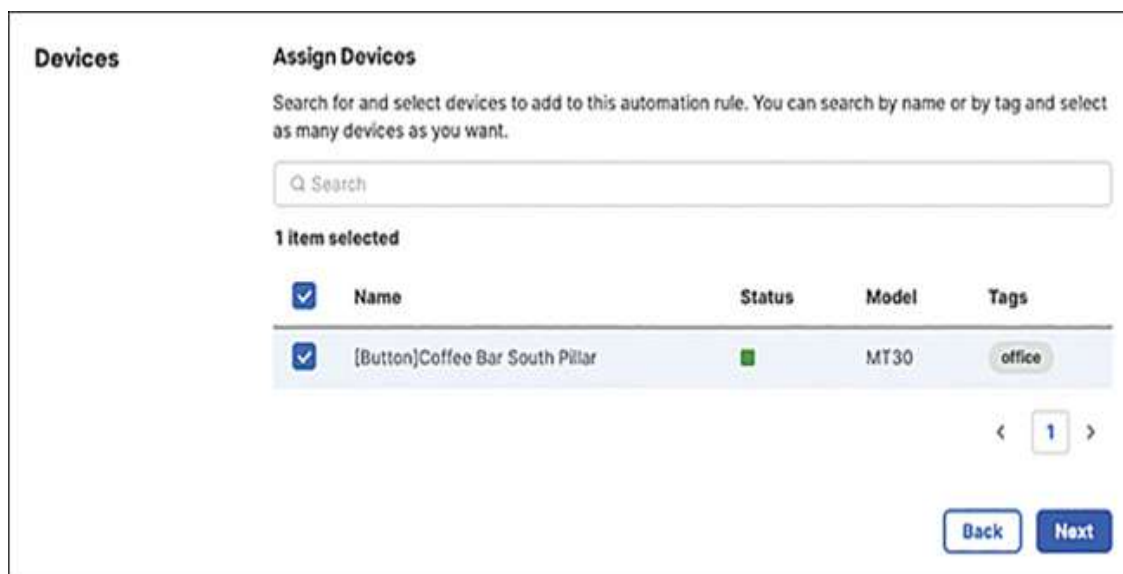 Devices
Assign Devices
Search for and select devices to add to this automation rule. You can search by name or by tag and select
as many devices as you want.
Search
1 item selected
Name Status Model Tags
[Button]Coffee Bar South Pillar MT30 office
< 1 >
Back Next